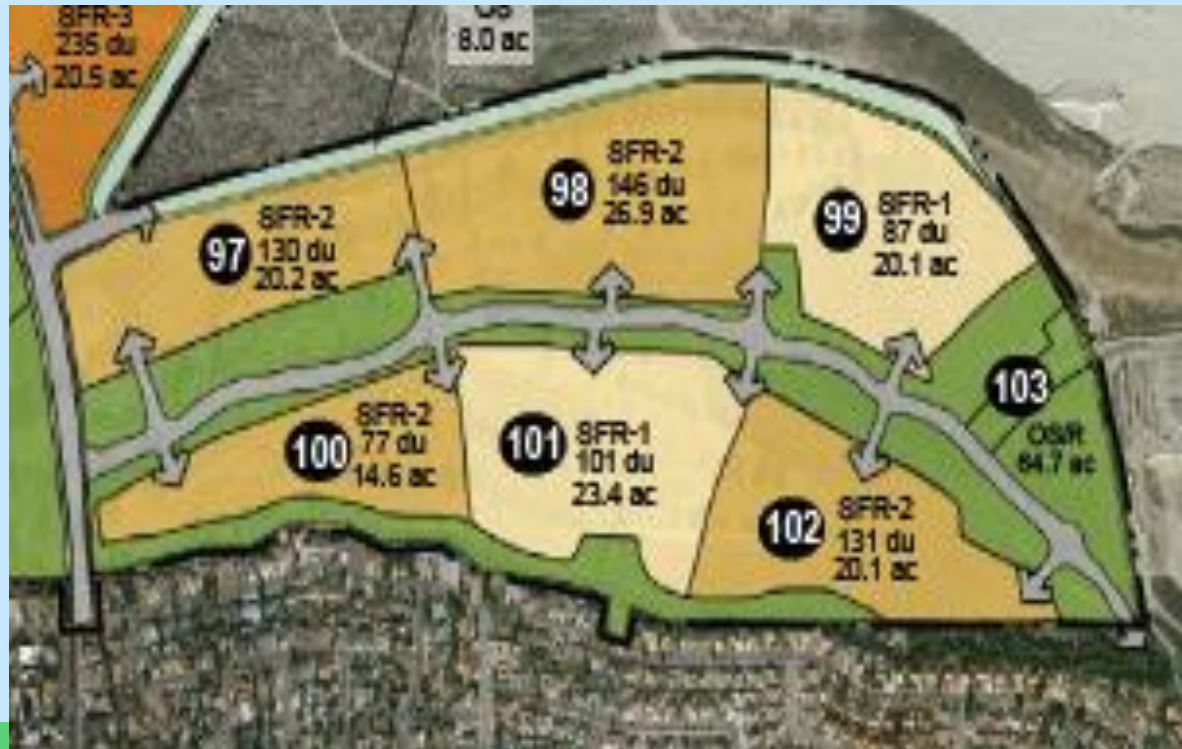 SFR-3
235 du
20.5 ac
OS
8.0 ac
97
SFR-2
130 du
20.2 ac
98
SFR-2
146 du
26.9 ac
99
SFR-1
87 du
20.1 ac
100
SFR-2
77 du
14.6 ac
101
SFR-1
101 du
23.4 ac
102
SFR-2
131 du
20.1 ac
103
OS/R
64.7 ac